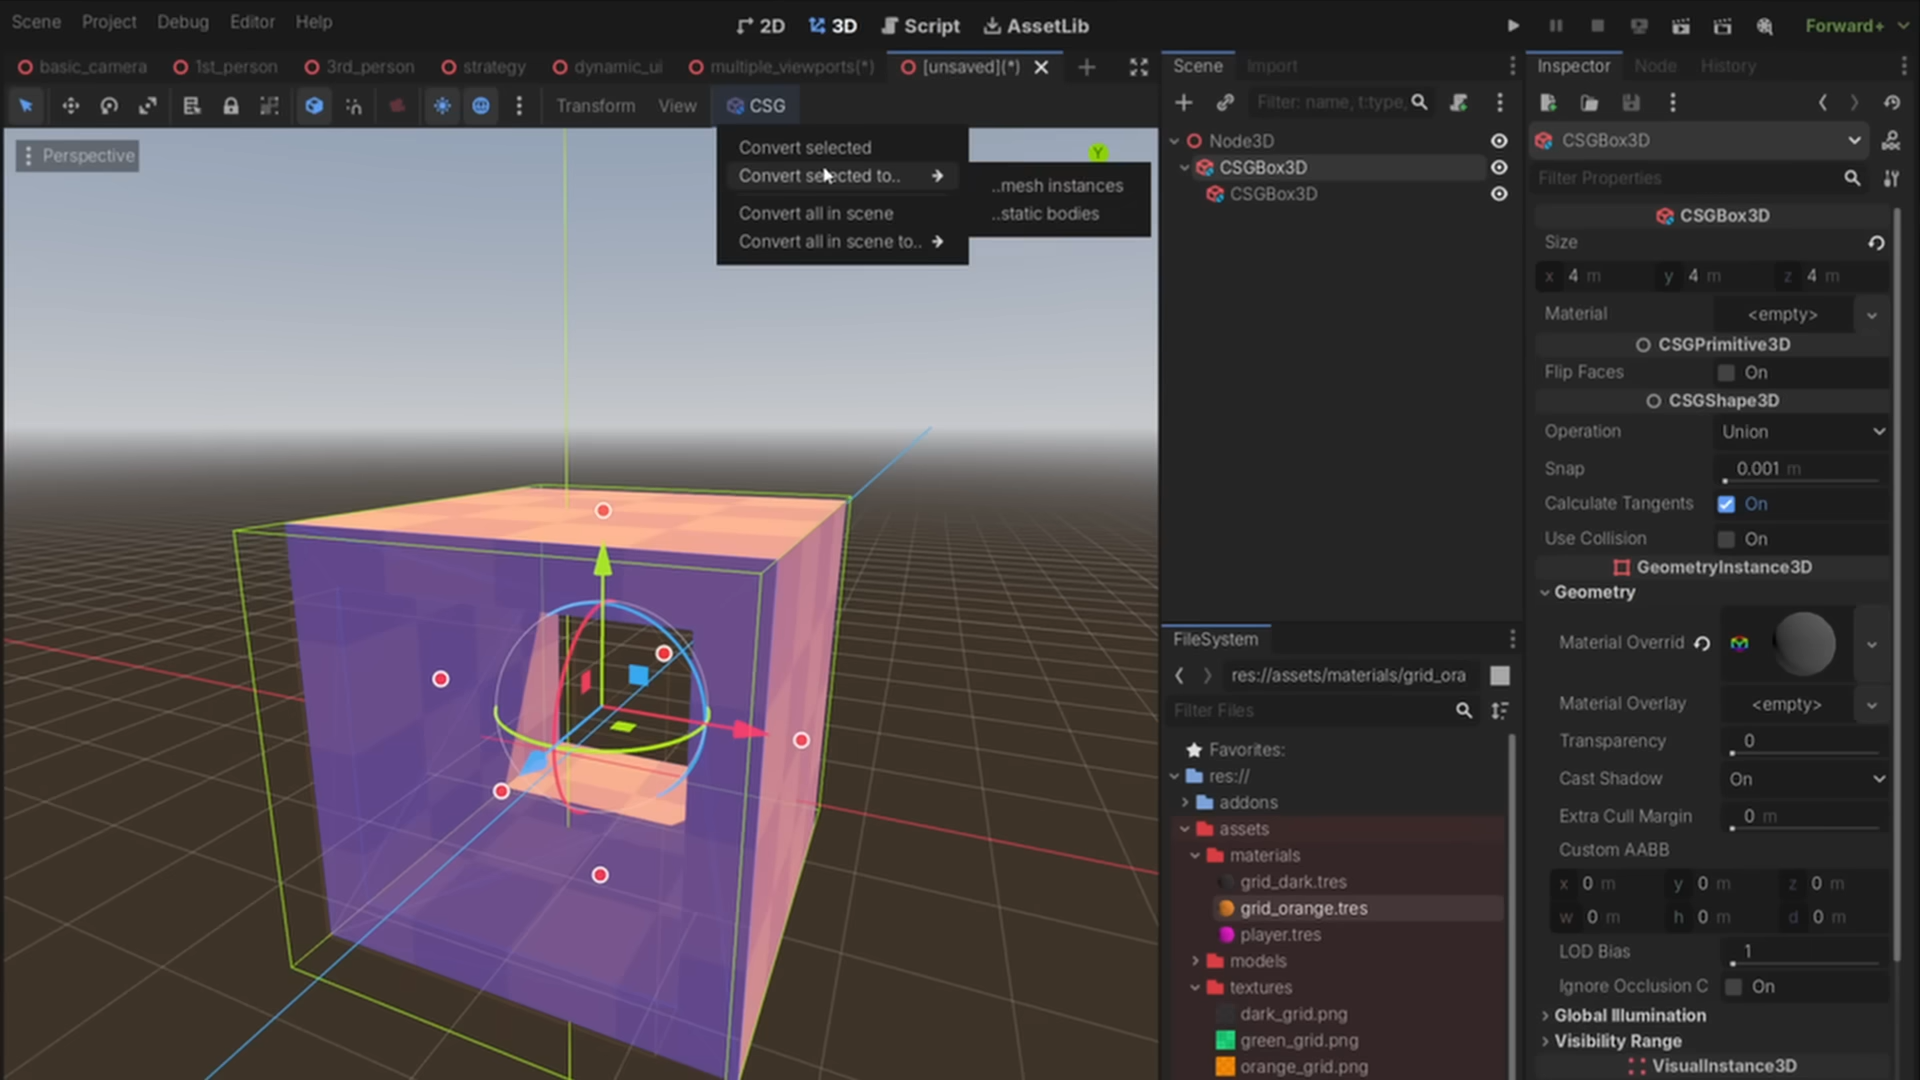 Scene Project Debug Editor Help
2D 3D Script AssetLib
Forward+
basic_camera 1st_person 3rd_person strategy dynamic_ui multiple_viewports(*) [unsaved](*)
Transform View CSG
Perspective
Convert selected
Convert selected to..
Convert all in scene
Convert all in scene to..
..mesh instances
..static bodies
Y
Scene Import
Filter: name, t:type,
Node3D
CSGBox3D
CSGBox3D
FileSystem
res://assets/materials/grid_ora
Filter Files
Favorites:
res://
addons
assets
materials
grid_dark.tres
grid_orange.tres
player.tres
models
textures
dark_grid.png
green_grid.png
orange_grid.png
Inspector Node History
CSGBox3D
Filter Properties
CSGBox3D
Size
x 4 m y 4 m z 4 m
Material <empty>
CSGPrimitive3D
Flip Faces On
CSGShape3D
Operation Union
Snap 0.001 m
Calculate Tangents On
Use Collision On
GeometryInstance3D
Geometry
Material Overrid
Material Overlay <empty>
Transparency 0
Cast Shadow On
Extra Cull Margin 0 m
Custom AABB
x 0 m y 0 m z 0 m
w 0 m h 0 m d 0 m
LOD Bias 1
Ignore Occlusion C On
Global Illumination
Visibility Range
VisualInstance3D